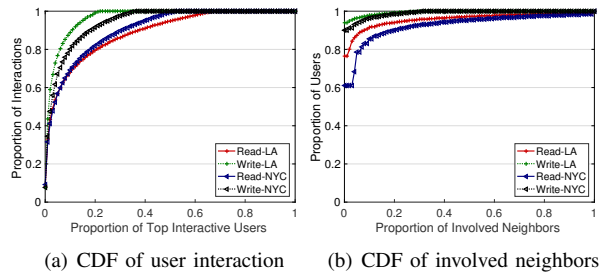 1
0.8
0.6
0.4
0.2
0
Proportion of Interactions
Read-LA
Write-LA
Read-NYC
Write-NYC
0 0.2 0.4 0.6 0.8 1
Proportion of Top Interactive Users
(a) CDF of user interaction
1
0.8
0.6
0.4
0.2
0
Proportion of Users
Read-LA
Write-LA
Read-NYC
Write-NYC
0 0.2 0.4 0.6 0.8 1
Proportion of Involved Neighbors
(b) CDF of involved neighbors